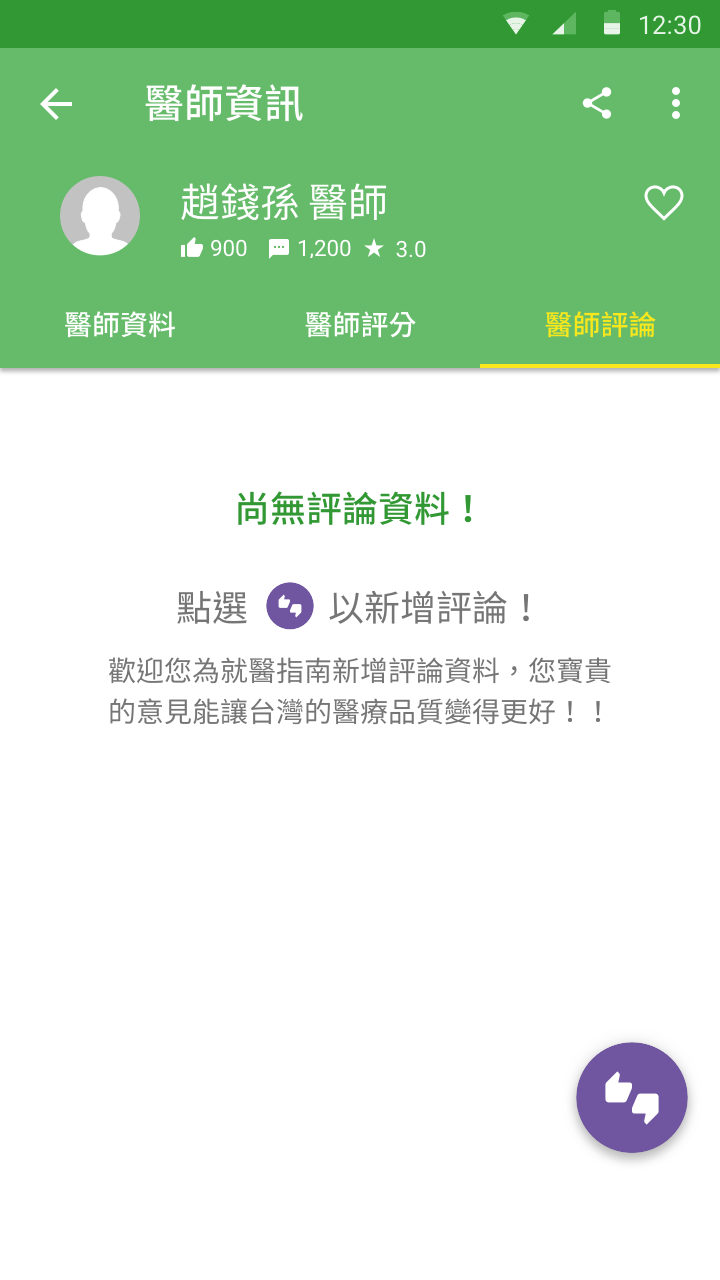 12:30
醫師資訊
趙錢孫 醫師
900 1,200 3.0
醫師資料 醫師評分 醫師評論
尚無評論資料！
點選 以新增評論！
歡迎您為就醫指南新增評論資料，您寶貴
的意見能讓台灣的醫療品質變得更好！！